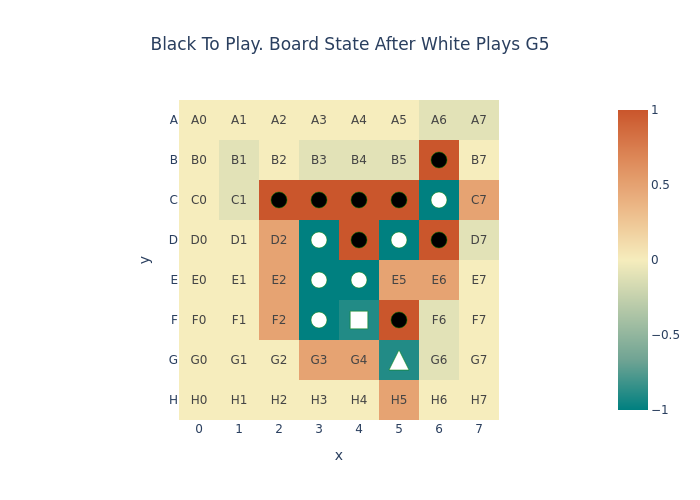 Black To Play. Board State After White Plays G5
A A0 A1 A2 A3 A4 A5 A6 A7
B B0 B1 B2 B3 B4 B5 B7
C C0 C1 C7
D D0 D1 D2 D7
E E0 E1 E2 E5 E6 E7
F F0 F1 F2 F6 F7
G G0 G1 G2 G3 G4 G6 G7
H H0 H1 H2 H3 H4 H5 H6 H7
0 1 2 3 4 5 6 7
x
y
1
0.5
0
−0.5
−1